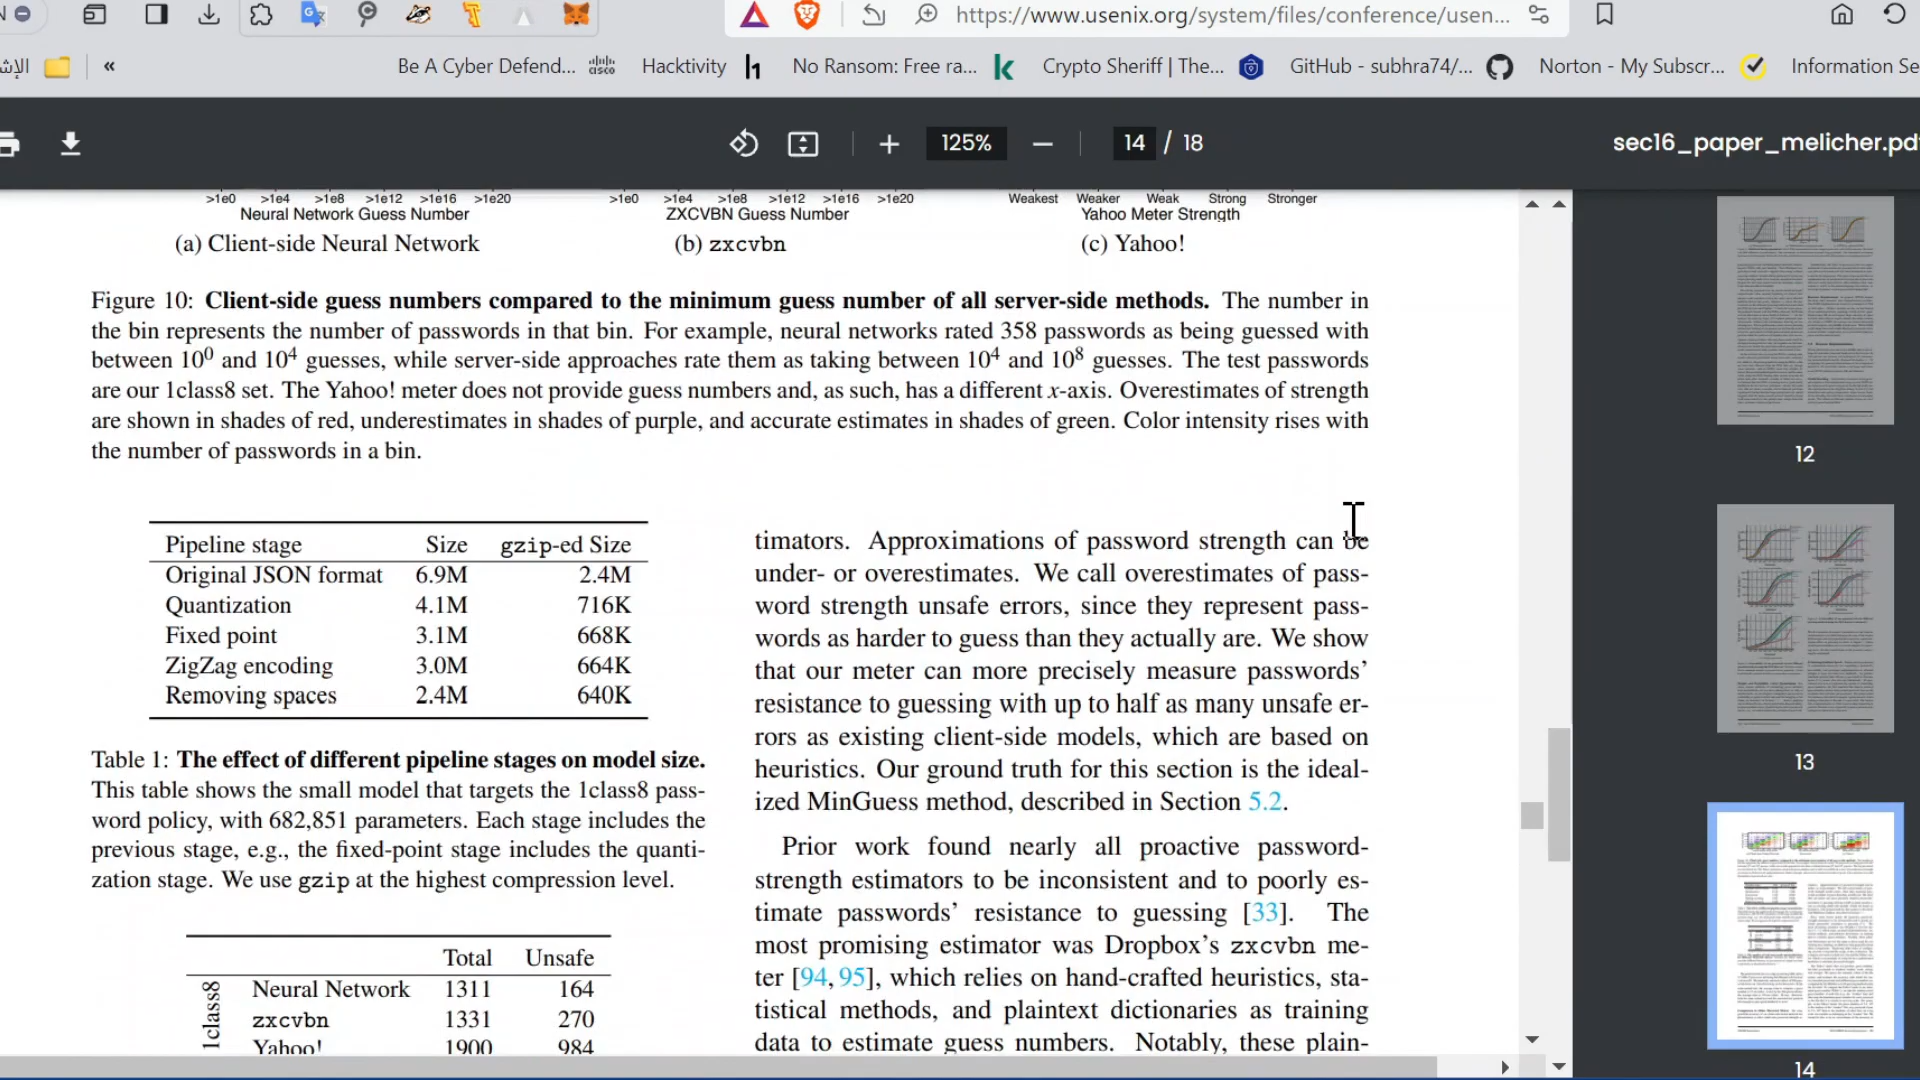 N
https://www.usenix.org/system/files/conference/usen...
الإش
«
Be A Cyber Defend...
cisco
Hacktivity
No Ransom: Free ra...
Crypto Sheriff | The...
GitHub - subhra74/...
Norton - My Subscr...
Information Se
125%
14 / 18
sec16_paper_melicher.pdf
>1e0 >1e4 >1e8 >1e12 >1e16 >1e20
Neural Network Guess Number
(a) Client-side Neural Network
>1e0 >1e4 >1e8 >1e12 >1e16 >1e20
ZXCVBN Guess Number
(b) zxcvbn
Weakest Weaker Weak Strong Stronger
Yahoo Meter Strength
(c) Yahoo!
Figure 10: Client-side guess numbers compared to the minimum guess number of all server-side methods. The number in
the bin represents the number of passwords in that bin. For example, neural networks rated 358 passwords as being guessed with
between 10⁰ and 10⁴ guesses, while server-side approaches rate them as taking between 10⁴ and 10⁸ guesses. The test passwords
are our 1class8 set. The Yahoo! meter does not provide guess numbers and, as such, has a different x-axis. Overestimates of strength
are shown in shades of red, underestimates in shades of purple, and accurate estimates in shades of green. Color intensity rises with
the number of passwords in a bin.
Pipeline stage Size gzip-ed Size
Original JSON format 6.9M 2.4M
Quantization 4.1M 716K
Fixed point 3.1M 668K
ZigZag encoding 3.0M 664K
Removing spaces 2.4M 640K
Table 1: The effect of different pipeline stages on model size.
This table shows the small model that targets the 1class8 pass-
word policy, with 682,851 parameters. Each stage includes the
previous stage, e.g., the fixed-point stage includes the quanti-
zation stage. We use gzip at the highest compression level.
Total Unsafe
1class8
Neural Network 1311 164
zxcvbn 1331 270
Yahoo! 1900 984
timators. Approximations of password strength can be
under- or overestimates. We call overestimates of pass-
word strength unsafe errors, since they represent pass-
words as harder to guess than they actually are. We show
that our meter can more precisely measure passwords’
resistance to guessing with up to half as many unsafe er-
rors as existing client-side models, which are based on
heuristics. Our ground truth for this section is the ideal-
ized MinGuess method, described in Section 5.2.
Prior work found nearly all proactive password-
strength estimators to be inconsistent and to poorly es-
timate passwords’ resistance to guessing [33]. The
most promising estimator was Dropbox’s zxcvbn me-
ter [94, 95], which relies on hand-crafted heuristics, sta-
tistical methods, and plaintext dictionaries as training
data to estimate guess numbers. Notably, these plain-
12
13
14